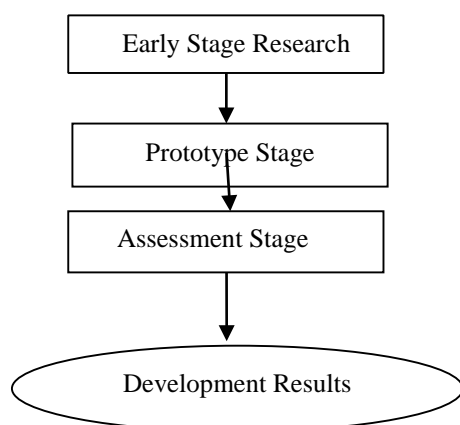 Early Stage Research
Prototype Stage
Assessment Stage
Development Results